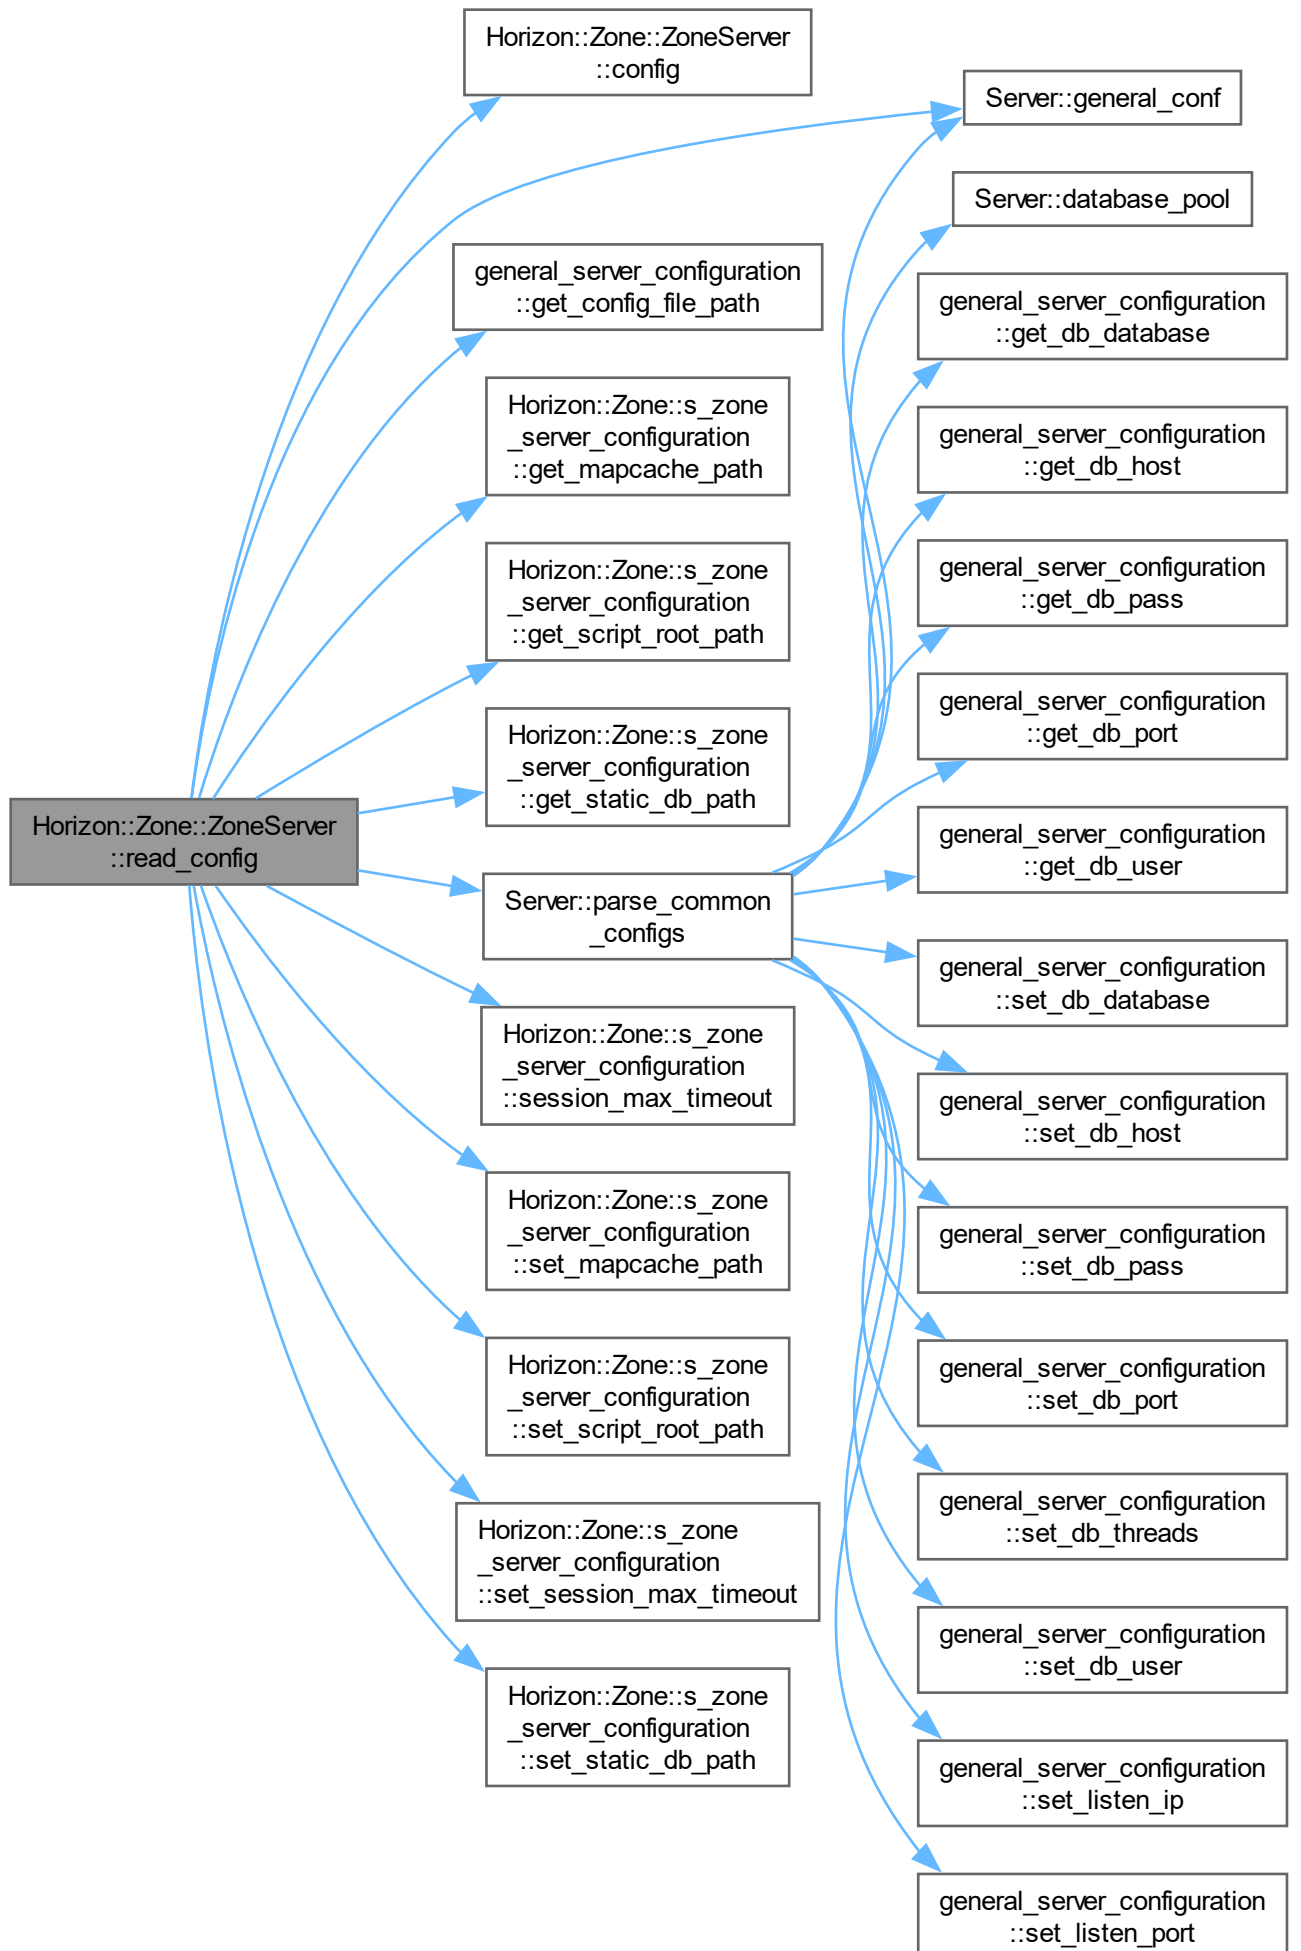 Horizon::Zone::ZoneServer
::read_config
Horizon::Zone::ZoneServer
::config
general_server_configuration
::get_config_file_path
Horizon::Zone::s_zone
_server_configuration
::get_mapcache_path
Horizon::Zone::s_zone
_server_configuration
::get_script_root_path
Horizon::Zone::s_zone
_server_configuration
::get_static_db_path
Server::parse_common
_configs
Horizon::Zone::s_zone
_server_configuration
::session_max_timeout
Horizon::Zone::s_zone
_server_configuration
::set_mapcache_path
Horizon::Zone::s_zone
_server_configuration
::set_script_root_path
Horizon::Zone::s_zone
_server_configuration
::set_session_max_timeout
Horizon::Zone::s_zone
_server_configuration
::set_static_db_path
Server::general_conf
Server::database_pool
general_server_configuration
::get_db_database
general_server_configuration
::get_db_host
general_server_configuration
::get_db_pass
general_server_configuration
::get_db_port
general_server_configuration
::get_db_user
general_server_configuration
::set_db_database
general_server_configuration
::set_db_host
general_server_configuration
::set_db_pass
general_server_configuration
::set_db_port
general_server_configuration
::set_db_threads
general_server_configuration
::set_db_user
general_server_configuration
::set_listen_ip
general_server_configuration
::set_listen_port